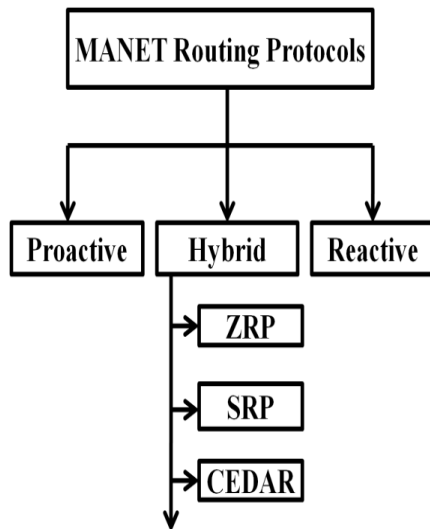 MANET Routing Protocols
Proactive
Hybrid
Reactive
ZRP
SRP
CEDAR